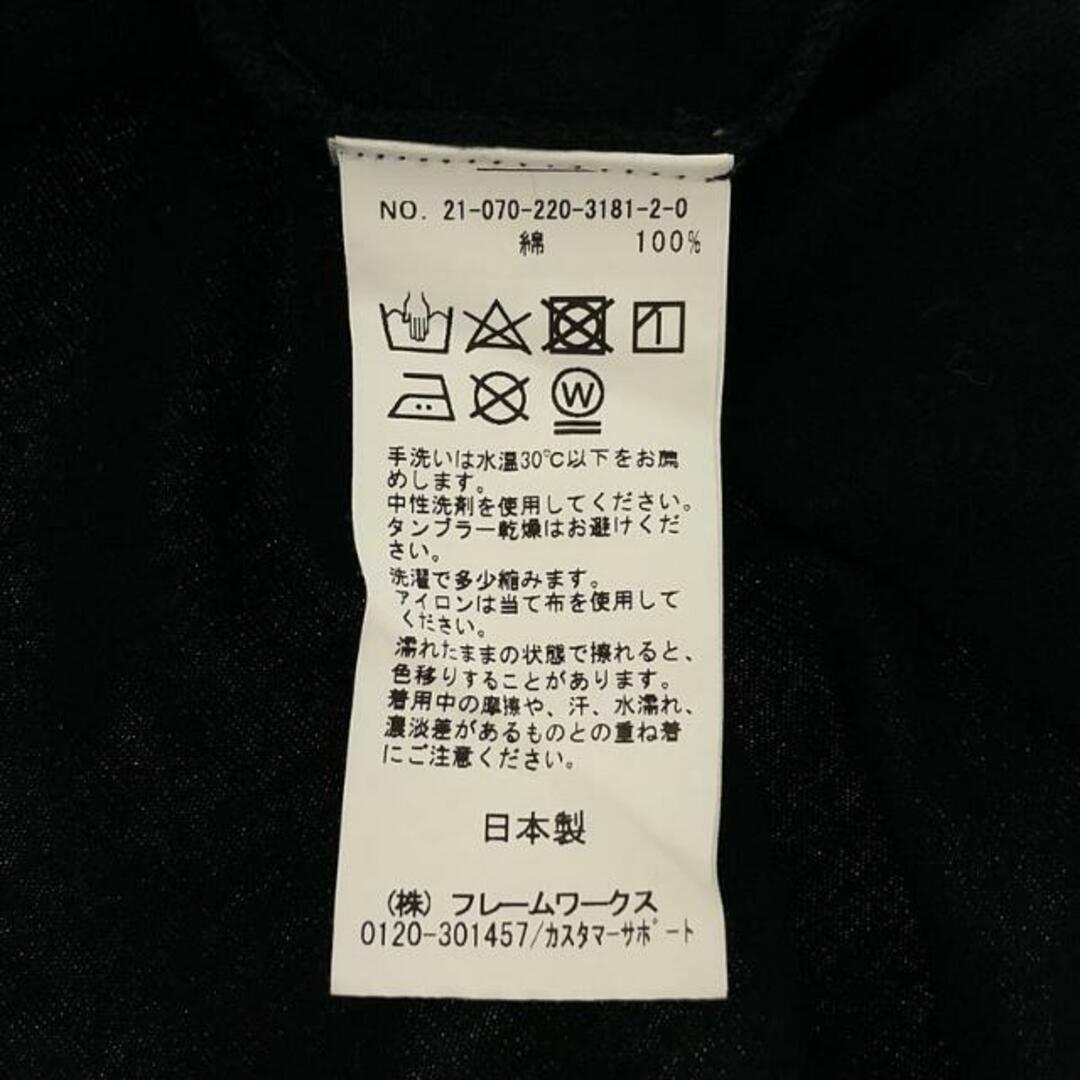 NO. 21-070-220-3181-2-0
綿 100%
W
手洗いは水温30℃以下をお薦
めします。
中性洗剤を使用してください。
タンブラー乾燥はお避けくだ
さい。
洗濯で多少縮みます。
アイロンは当て布を使用して
ください。
濡れたままの状態で擦れると、
色移りすることがあります。
着用中の摩擦や、汗、水濡れ、
濃淡差があるものとの重ね着
にご注意ください。
日本製
(株) フレームワークス
0120-301457/カスタマーサポート